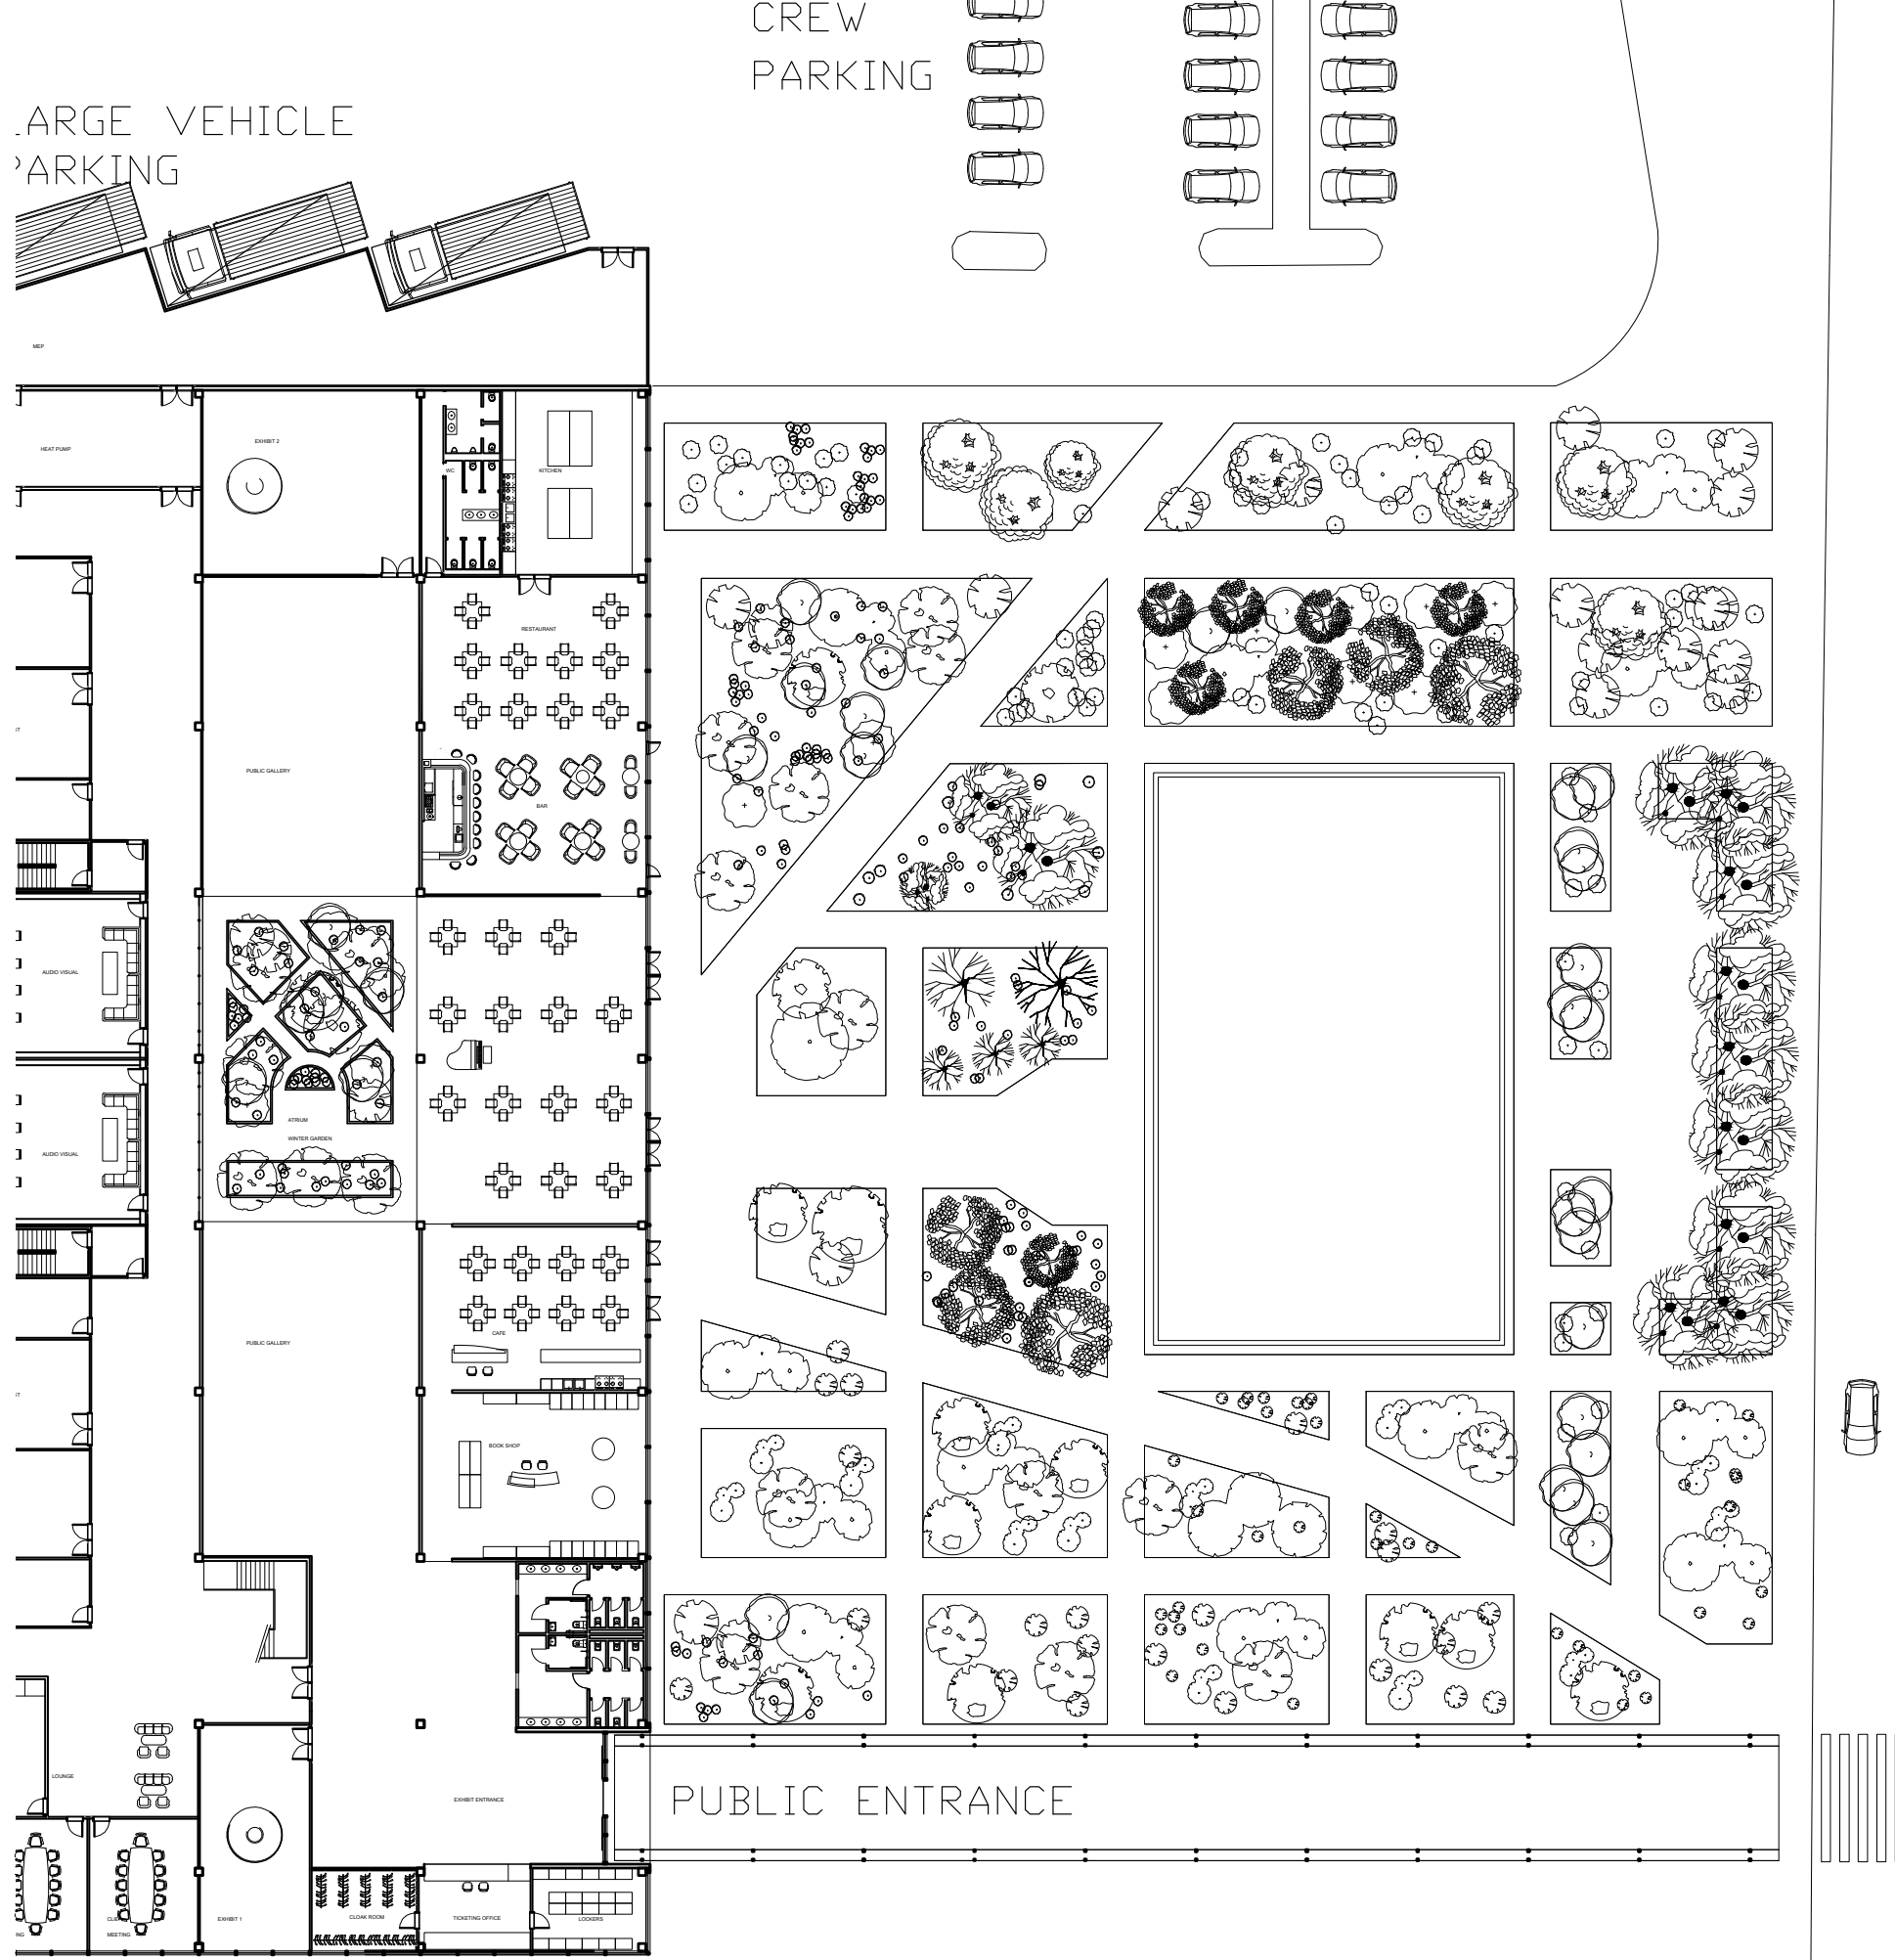 CREW
PARKING
LARGE VEHICLE
PARKING
MEP
EXHIBIT 2
HEAT PUMP
WC
KITCHEN
RESTAURANT
PUBLIC GALLERY
BAR
AUDIO VISUAL
ATRIUM
WINTER GARDEN
AUDIO VISUAL
CAFE
PUBLIC GALLERY
BOOK SHOP
LOUNGE
EXHIBIT ENTRANCE
PUBLIC ENTRANCE
CLOAK ROOM
TICKETING OFFICE
LOCKERS
EXHIBIT 1
MEETING